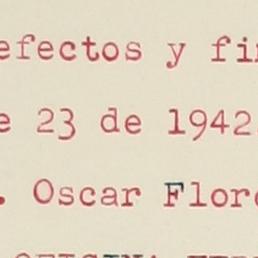 efectos y fi
e 23 de 1942
. Oscar Flor